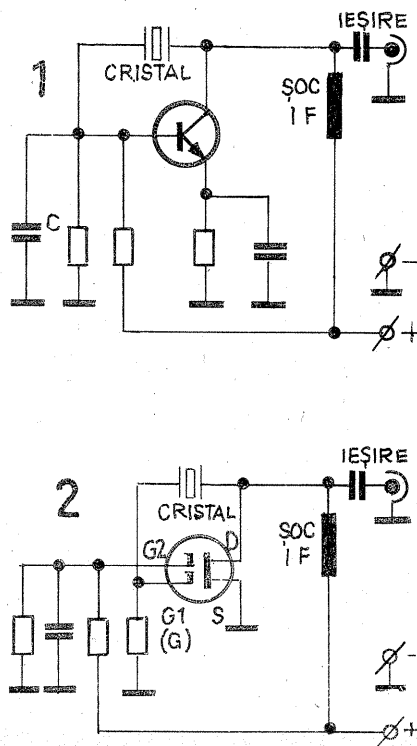 1
IEȘIRE
CRISTAL
ȘOC
IF
C
-
+
2
IEȘIRE
CRISTAL
ȘOC
IF
G2
D
G1
(G)
S
-
+